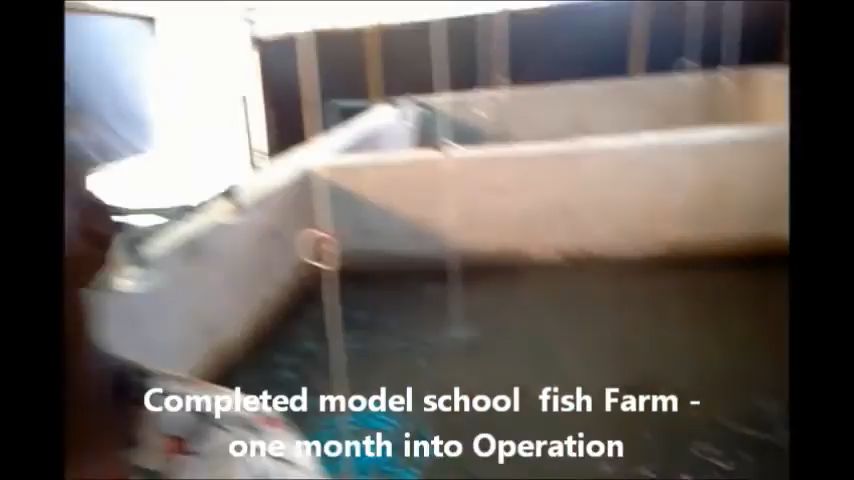 Completed model school fish Farm -
one month into Operation